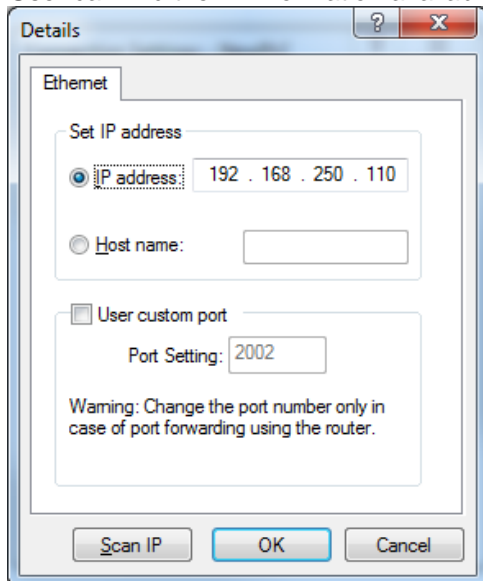 Details
?
X
Ethernet
Set IP address
IP address: 192 . 168 . 250 . 110
Host name:
User custom port
Port Setting: 2002
Warning: Change the port number only in
case of port forwarding using the router.
Scan IP OK Cancel